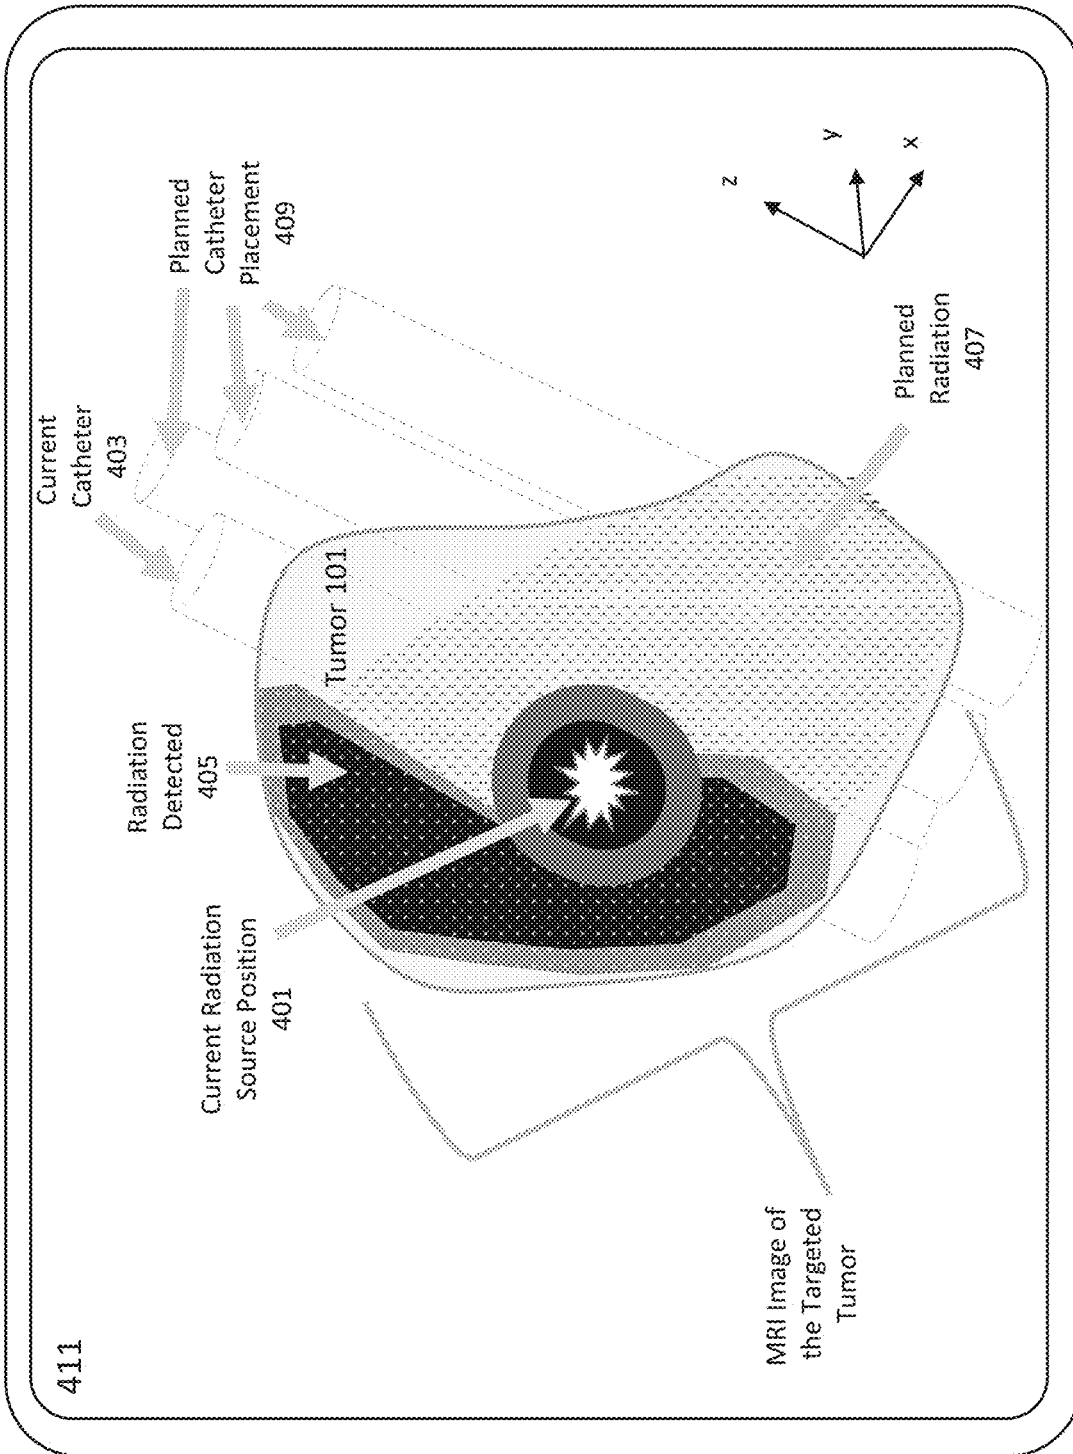 411
Current
Catheter
403
Planned
Catheter
Placement
409
Radiation
Detected
405
Current Radiation
Source Position
401
Tumor 101
z
y
x
Planned
Radiation
407
MRI Image of
the Targeted
Tumor